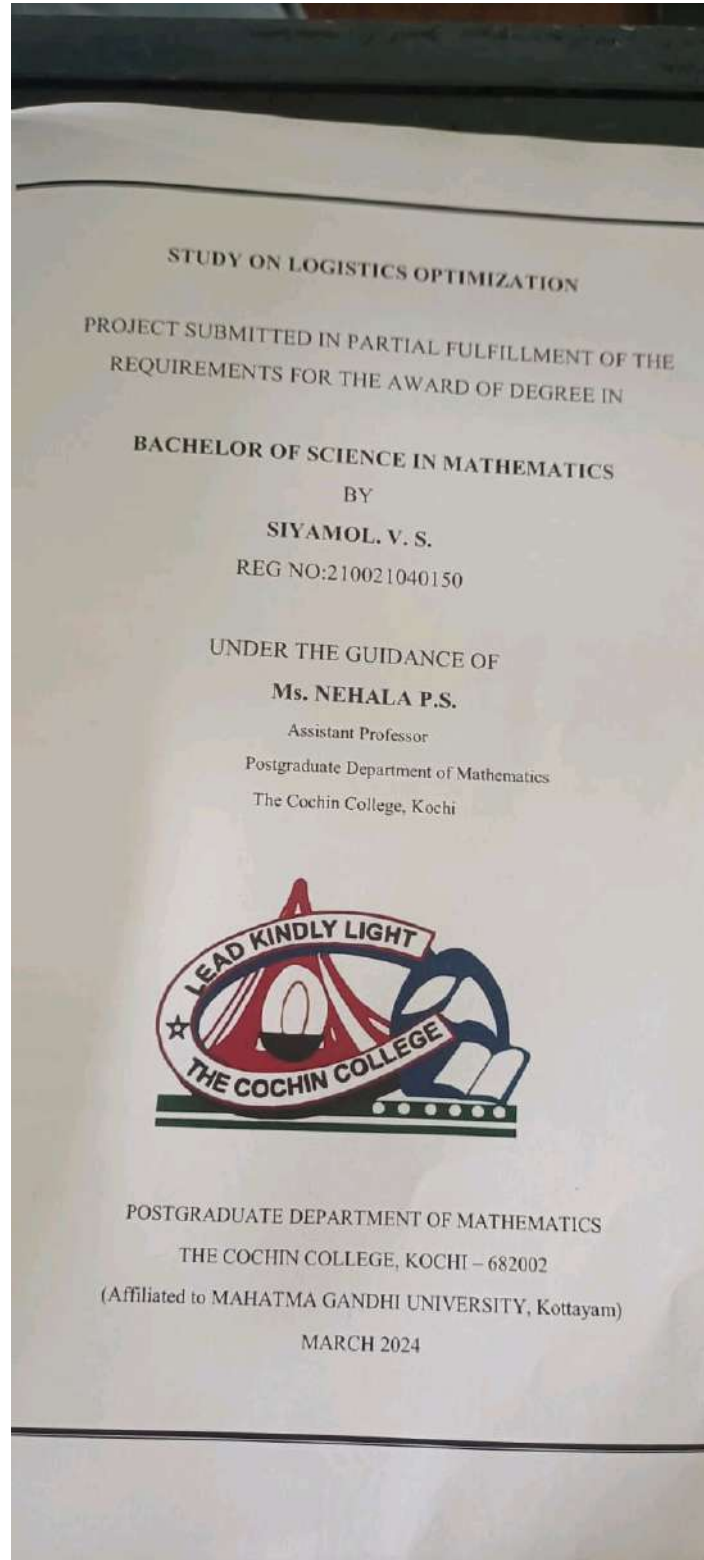 STUDY ON LOGISTICS OPTIMIZATION
PROJECT SUBMITTED IN PARTIAL FULFILLMENT OF THE
REQUIREMENTS FOR THE AWARD OF DEGREE IN
BACHELOR OF SCIENCE IN MATHEMATICS
BY
SIYAMOL. V. S.
REG NO:210021040150
UNDER THE GUIDANCE OF
Ms. NEHALA P.S.
Assistant Professor
Postgraduate Department of Mathematics
The Cochin College, Kochi
LEAD KINDLY LIGHT
THE COCHIN COLLEGE
POSTGRADUATE DEPARTMENT OF MATHEMATICS
THE COCHIN COLLEGE, KOCHI – 682002
(Affiliated to MAHATMA GANDHI UNIVERSITY, Kottayam)
MARCH 2024